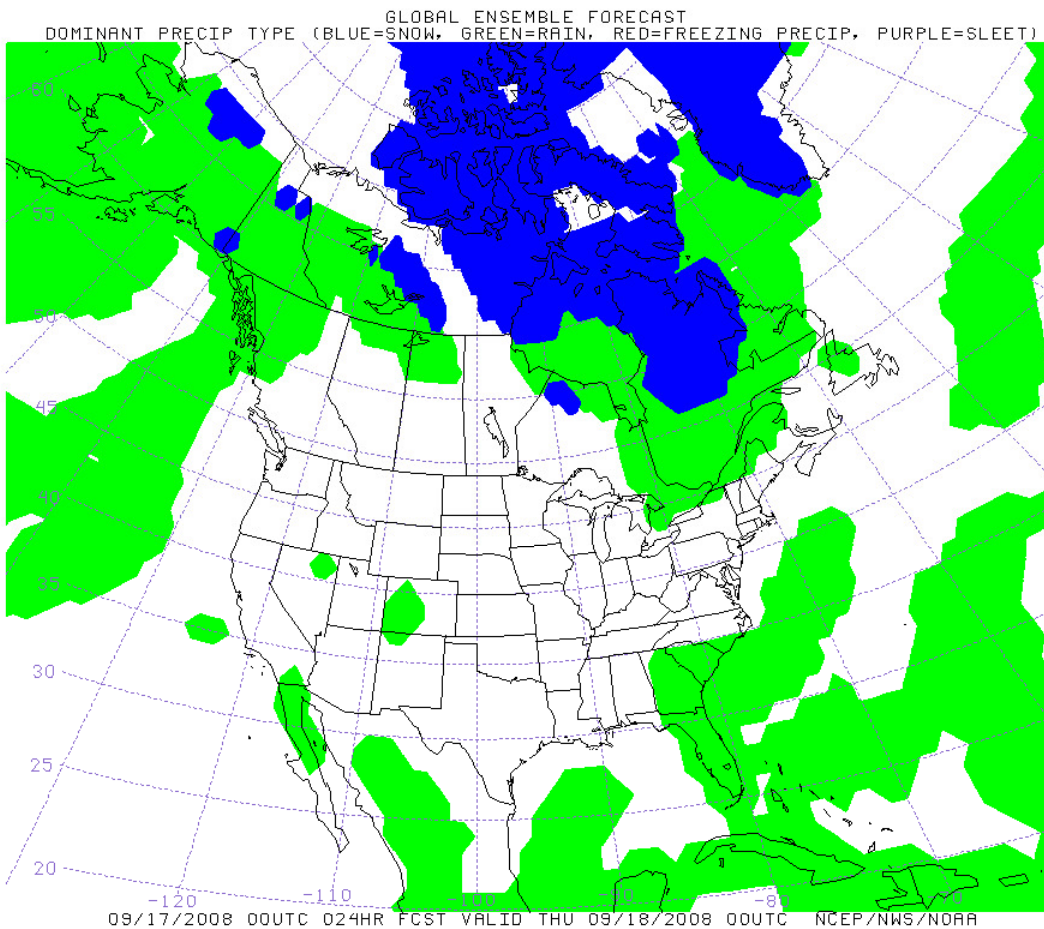 GLOBAL ENSEMBLE FORECAST
DOMINANT PRECIP TYPE (BLUE=SNOW, GREEN=RAIN, RED=FREEZING PRECIP, PURPLE=SLEET)
60
55
50
45
40
35
30
25
20
-120 -110 -100 -90 -80 -70
09/17/2008 00UTC 024HR FCST VALID THU 09/18/2008 00UTC NCEP/NWS/NOAA